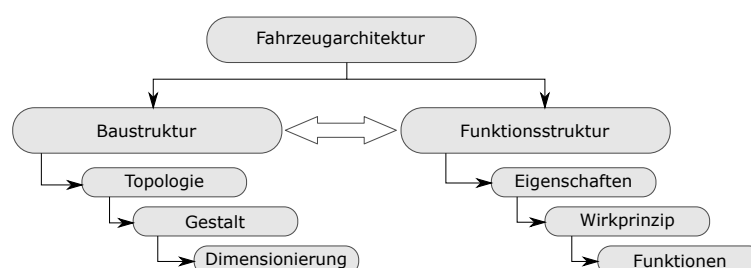 Fahrzeugarchitektur
Baustruktur
Funktionsstruktur
Topologie
Eigenschaften
Gestalt
Wirkprinzip
Dimensionierung
Funktionen